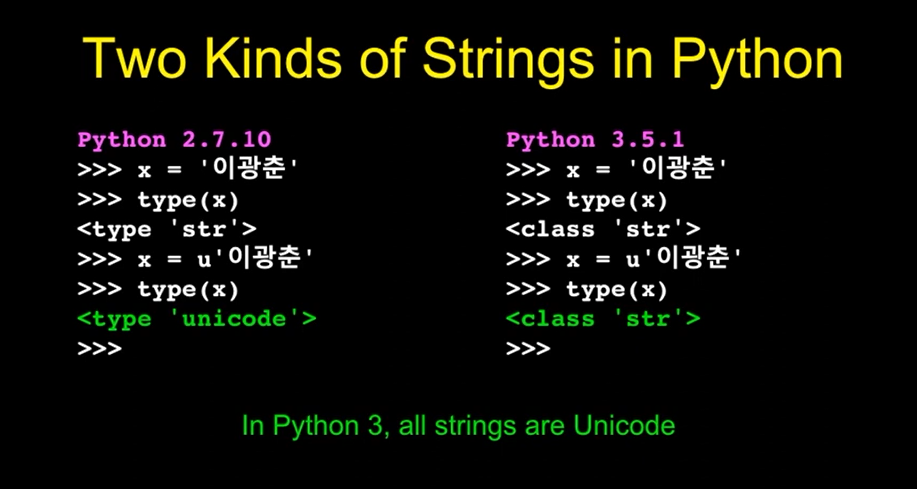 Two Kinds of Strings in Python
Python 2.7.10
>>> x = '이광춘'
>>> type(x)
<type 'str'>
>>> x = u'이광춘'
>>> type(x)
<type 'unicode'>
>>>
Python 3.5.1
>>> x = '이광춘'
>>> type(x)
<class 'str'>
>>> x = u'이광춘'
>>> type(x)
<class 'str'>
>>>
In Python 3, all strings are Unicode